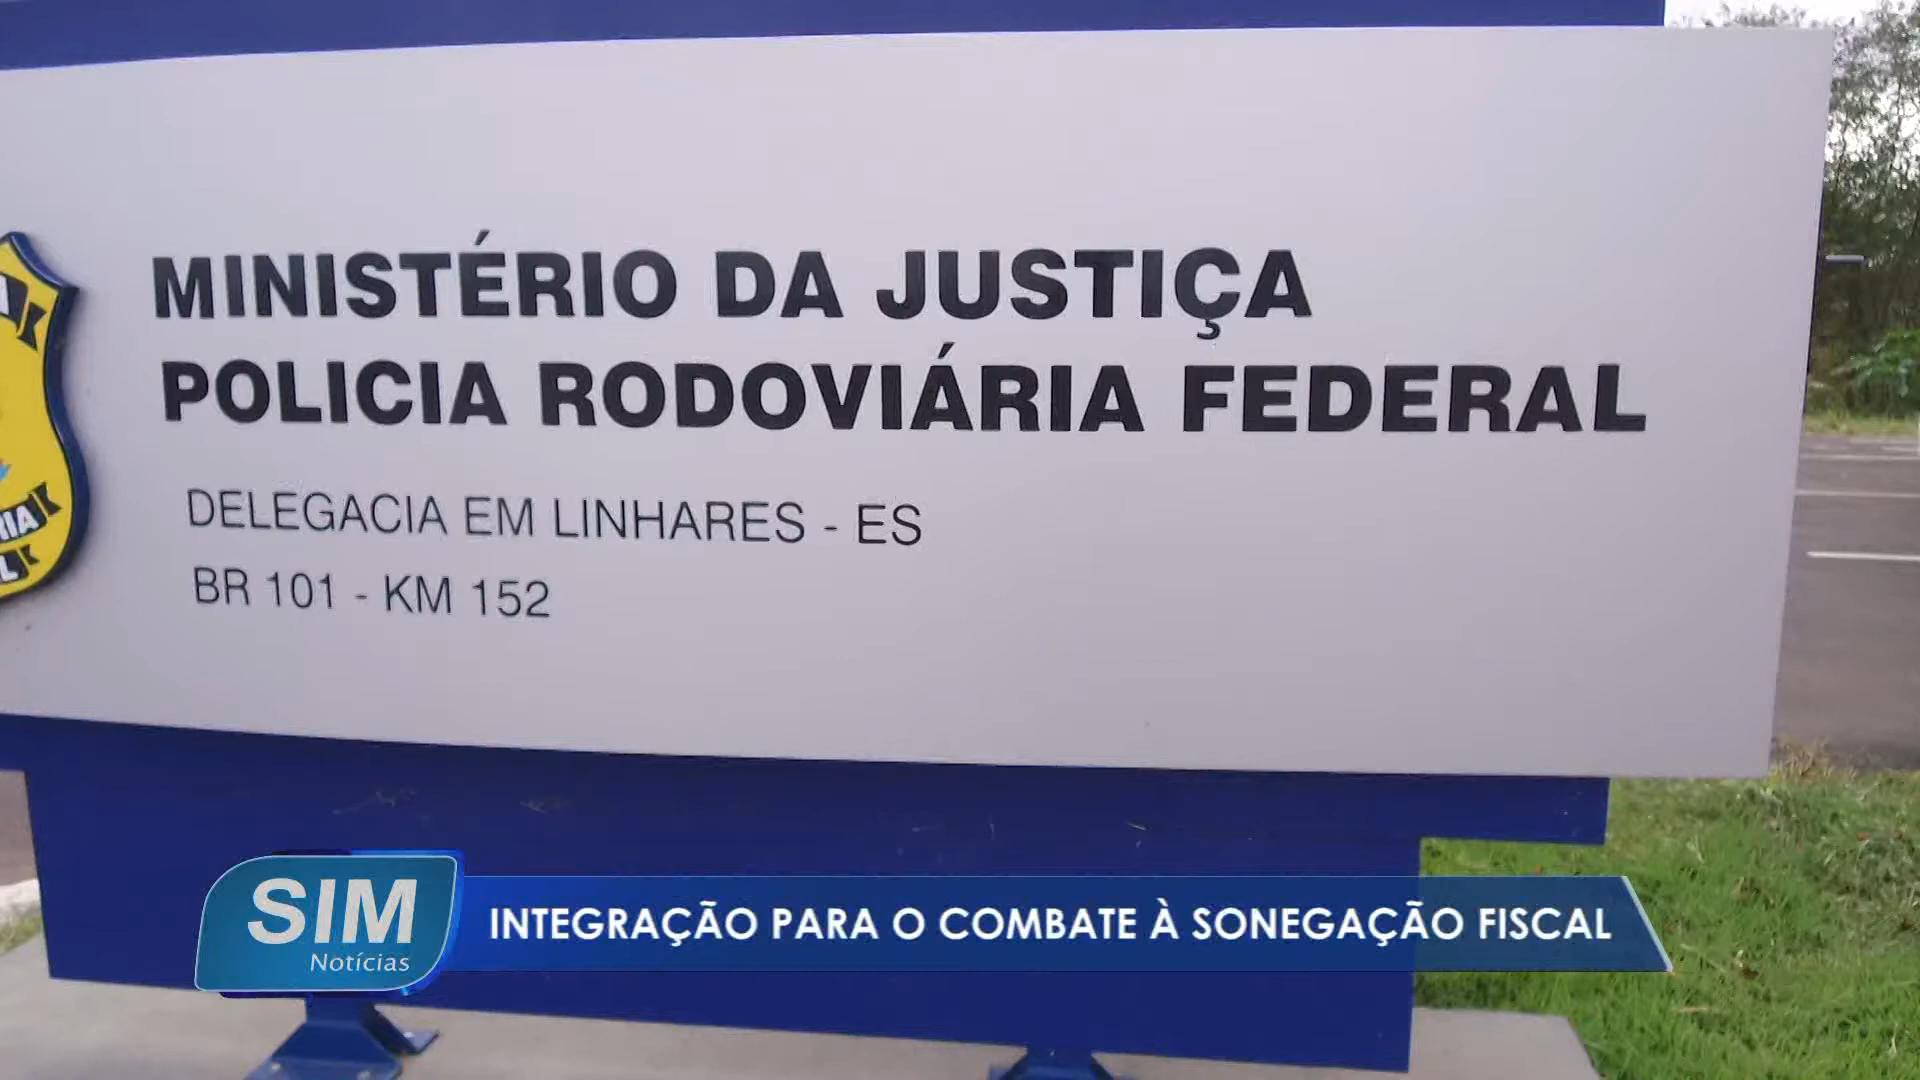 MINISTÉRIO DA JUSTIÇA
POLICIA RODOVIÁRIA FEDERAL
DELEGACIA EM LINHARES - ES
BR 101 - KM 152
SIM
Notícias
INTEGRAÇÃO PARA O COMBATE À SONEGAÇÃO FISCAL